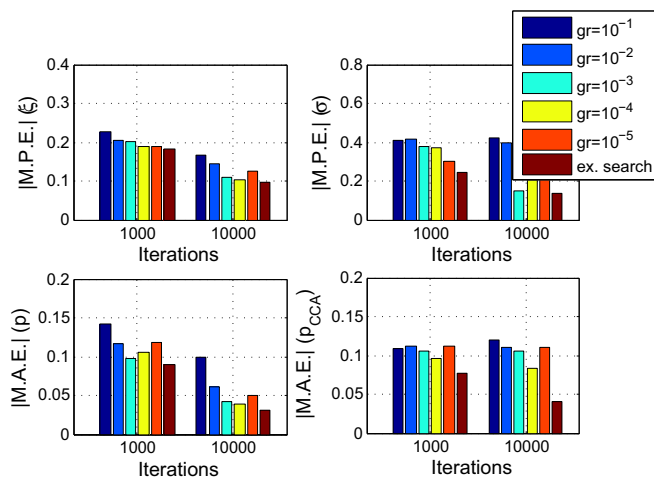 gr=10⁻¹
gr=10⁻²
gr=10⁻³
gr=10⁻⁴
gr=10⁻⁵
ex. search
|M.P.E.| (ξ)
0.4
0.3
0.2
0.1
0
1000
10000
Iterations
|M.P.E.| (σ)
0.8
0.6
0.4
0.2
0
1000
10000
Iterations
|M.A.E.| (p)
0.2
0.15
0.1
0.05
0
1000
10000
Iterations
|M.A.E.| (p_CCA)
0.2
0.15
0.1
0.05
0
1000
10000
Iterations